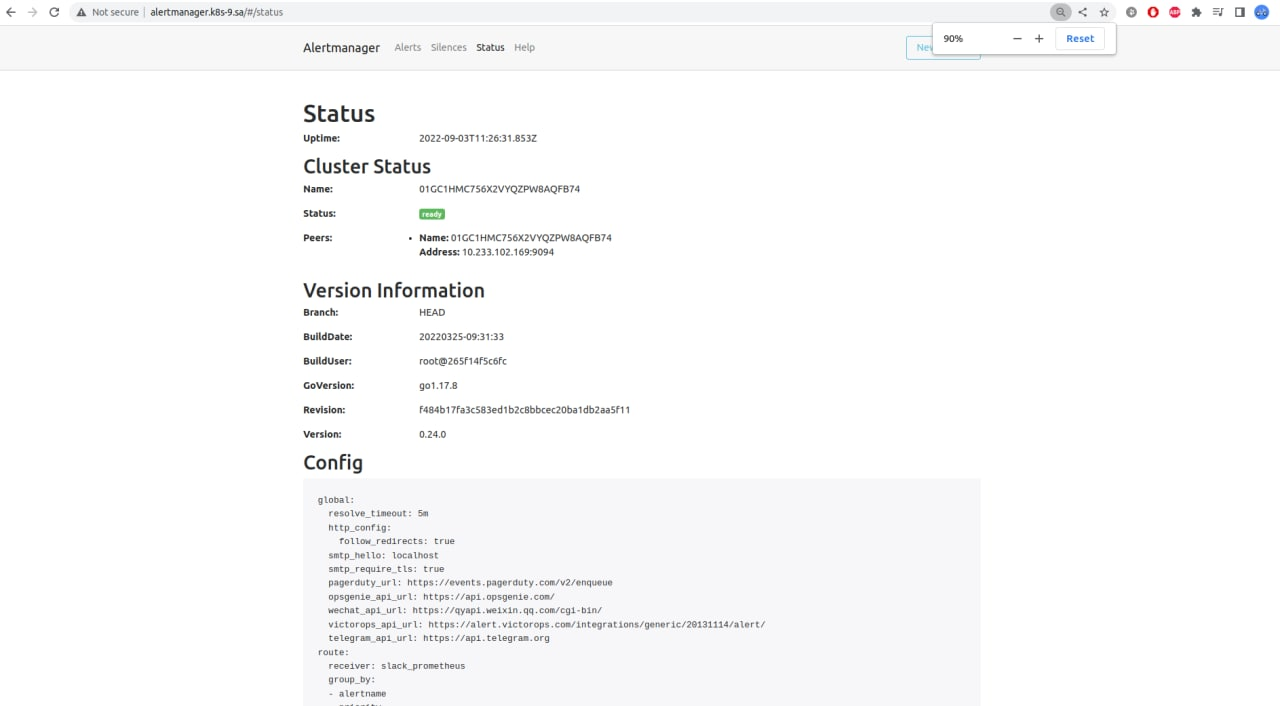 Not secure | alertmanager.k8s-9.sa/#/status
90% − + Reset
Alertmanager Alerts Silences Status Help
Status
Uptime: 2022-09-03T11:26:31.853Z
Cluster Status
Name: 01GC1HMC756X2VYQZPW8AQFB74
Status: ready
Peers: • Name: 01GC1HMC756X2VYQZPW8AQFB74
Address: 10.233.102.169:9094
Version Information
Branch: HEAD
BuildDate: 20220325-09:31:33
BuildUser: root@265f14f5c6fc
GoVersion: go1.17.8
Revision: f484b17fa3c583ed1b2c8bbcec20ba1db2aa5f11
Version: 0.24.0
Config
global:
  resolve_timeout: 5m
  http_config:
    follow_redirects: true
  smtp_hello: localhost
  smtp_require_tls: true
  pagerduty_url: https://events.pagerduty.com/v2/enqueue
  opsgenie_api_url: https://api.opsgenie.com/
  wechat_api_url: https://qyapi.weixin.qq.com/cgi-bin/
  victorops_api_url: https://alert.victorops.com/integrations/generic/20131114/alert/
  telegram_api_url: https://api.telegram.org
route:
  receiver: slack_prometheus
  group_by:
  - alertname